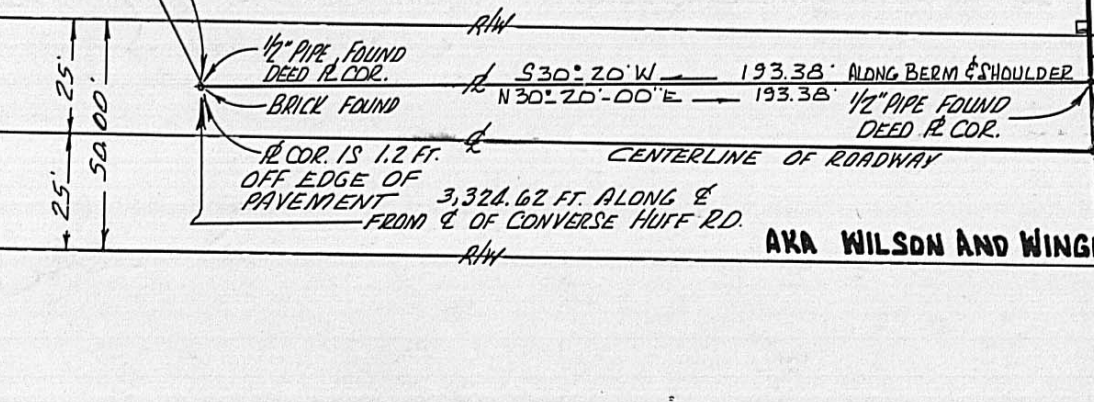 R/W
1/2" PIPE FOUND
DEED ⅊ COR.
BRICK FOUND
⅊ S30°-20'W 193.38' ALONG BERM & SHOULDER
N30°-20'-00"E 193.38'
1/2" PIPE FOUND
DEED ⅊ COR.
25'
50.00
25'
⅊ COR. IS 1.2 FT.
OFF EDGE OF
PAVEMENT
℄
CENTERLINE OF ROADWAY
3,324.62 FT. ALONG ℄
FROM ℄ OF CONVERSE HUFF RD.
R/W
AKA WILSON AND WING